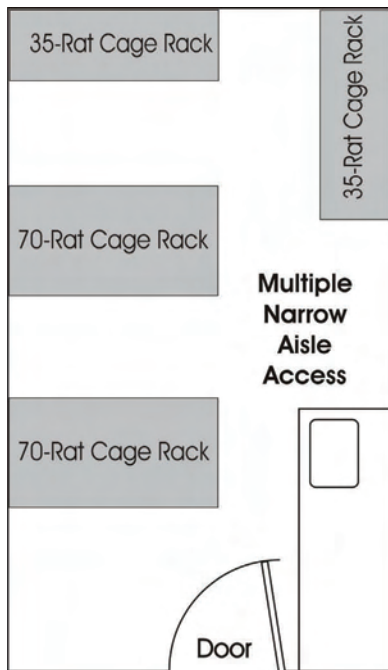 35-Rat Cage Rack
35-Rat Cage Rack
70-Rat Cage Rack
Multiple
Narrow
Aisle
Access
70-Rat Cage Rack
Door